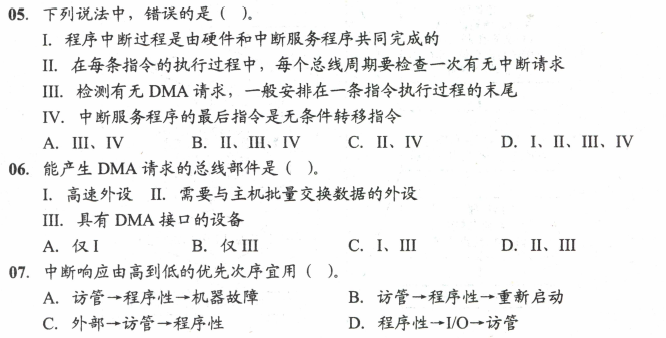 05. 下列说法中，错误的是（ ）。
I. 程序中断过程是由硬件和中断服务程序共同完成的
II. 在每条指令的执行过程中，每个总线周期要检查一次有无中断请求
III. 检测有无 DMA 请求，一般安排在一条指令执行过程的末尾
IV. 中断服务程序的最后指令是无条件转移指令
A. III、IV B. II、III、IV C. II、IV D. I、II、III、IV
06. 能产生 DMA 请求的总线部件是（ ）。
I. 高速外设 II. 需要与主机批量交换数据的外设
III. 具有 DMA 接口的设备
A. 仅 I B. 仅 III C. I、III D. II、III
07. 中断响应由高到低的优先次序宜用（ ）。
A. 访管→程序性→机器故障 B. 访管→程序性→重新启动
C. 外部→访管→程序性 D. 程序性→I/O→访管